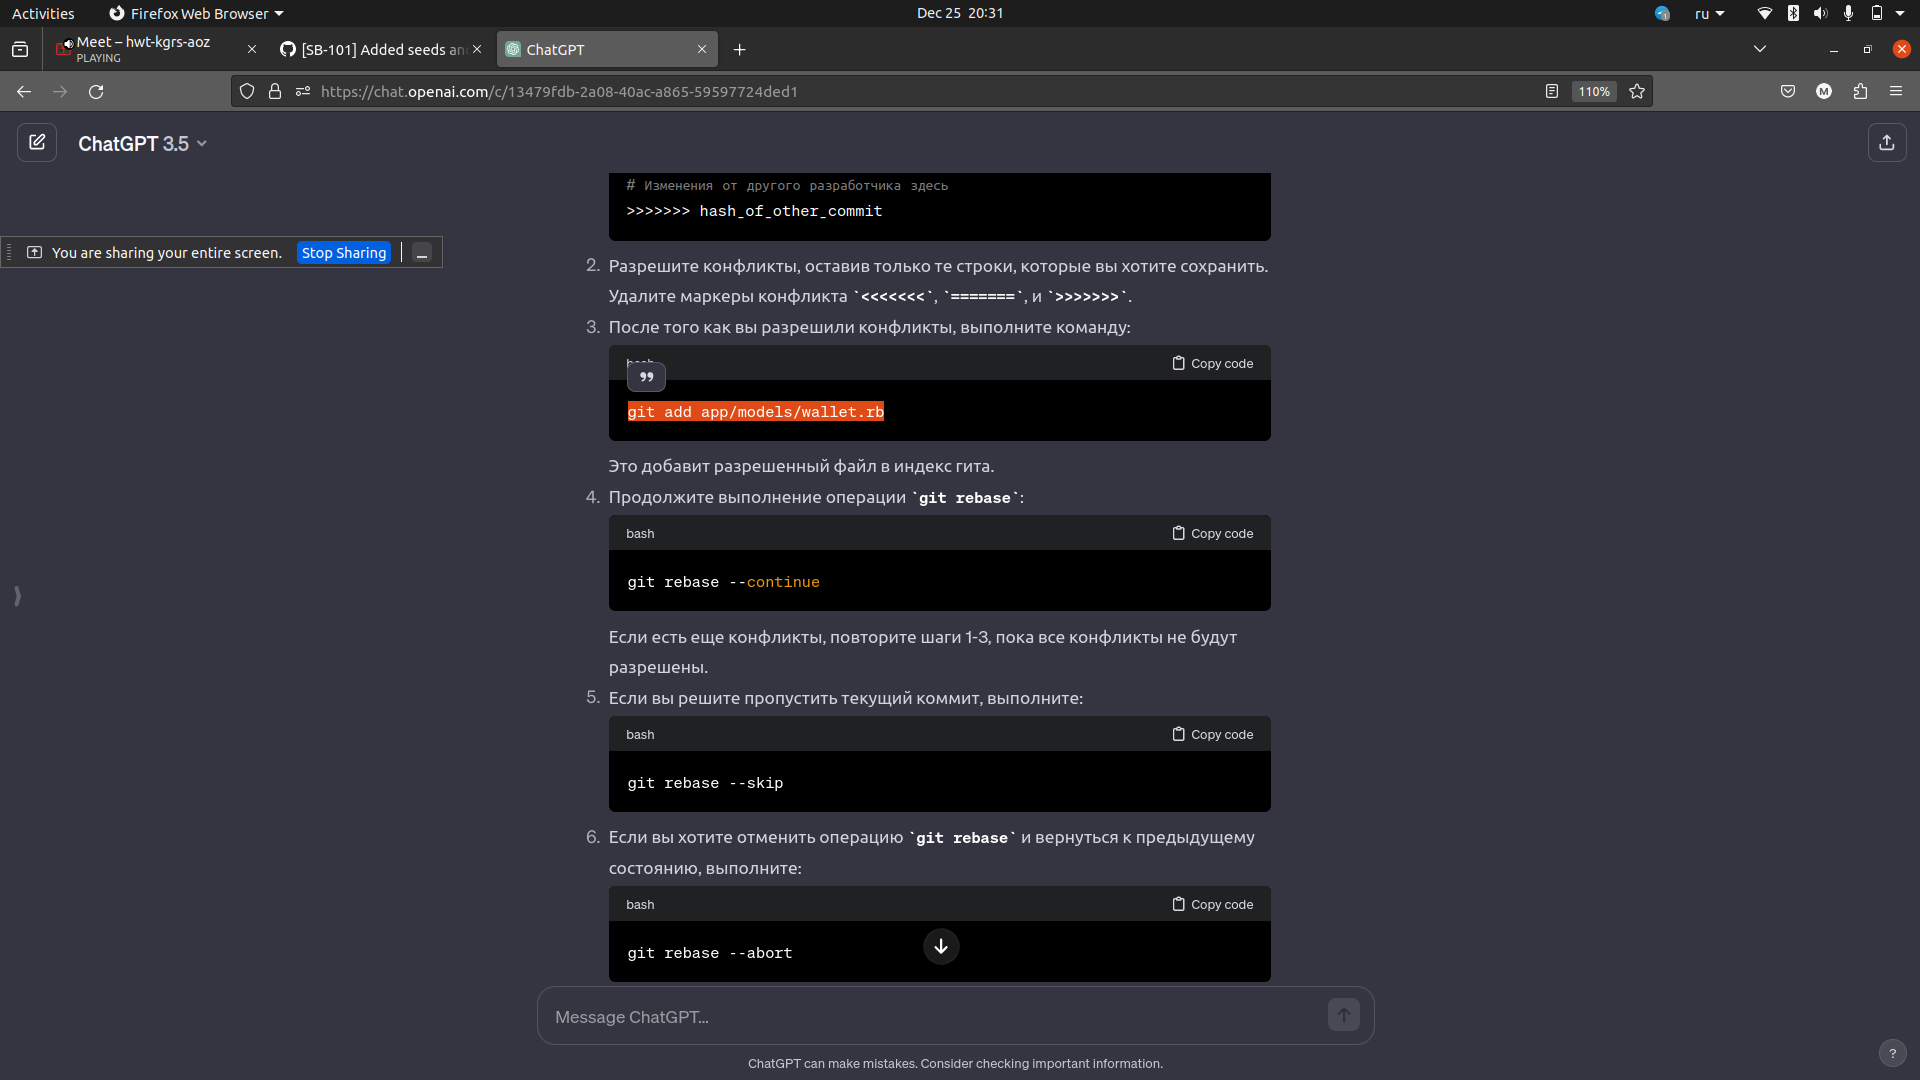 Activities
Firefox Web Browser
Dec 25 20:31
ru
Meet – hwt-kgrs-aoz
PLAYING
[SB-101] Added seeds an
ChatGPT
https://chat.openai.com/c/13479fdb-2a08-40ac-a865-59597724ded1
110%
M
ChatGPT 3.5
# Изменения от другого разработчика здесь
>>>>>>> hash_of_other_commit
You are sharing your entire screen.
Stop Sharing
2. Разрешите конфликты, оставив только те строки, которые вы хотите сохранить.
Удалите маркеры конфликта `<<<<<<<`, `=======`, и `>>>>>>>`.
3. После того как вы разрешили конфликты, выполните команду:
bash
Copy code
git add app/models/wallet.rb
Это добавит разрешенный файл в индекс гита.
4. Продолжите выполнение операции `git rebase`:
bash
Copy code
git rebase --continue
Если есть еще конфликты, повторите шаги 1-3, пока все конфликты не будут
разрешены.
5. Если вы решите пропустить текущий коммит, выполните:
bash
Copy code
git rebase --skip
6. Если вы хотите отменить операцию `git rebase` и вернуться к предыдущему
состоянию, выполните:
bash
Copy code
git rebase --abort
Message ChatGPT...
ChatGPT can make mistakes. Consider checking important information.
?